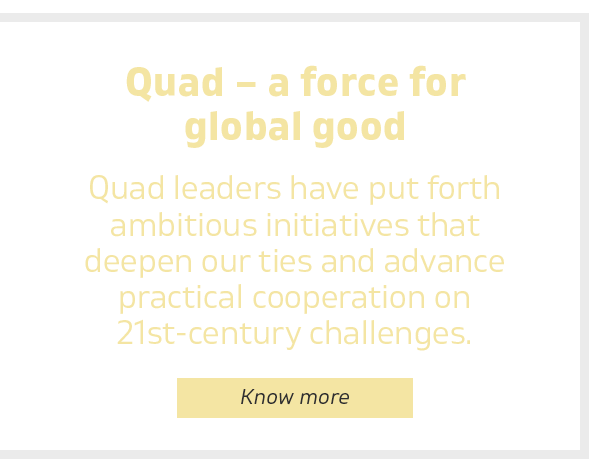 Quad – a force for
global good
Quad leaders have put forth
ambitious initiatives that
deepen our ties and advance
practical cooperation on
21st-century challenges.
Know more